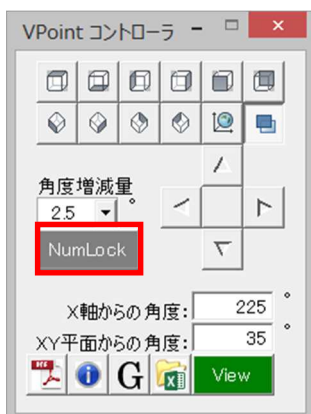 VPoint コントローラ
角度増減量
2.5 °
NumLock
X軸からの角度: 225 °
XY平面からの角度: 35 °
G View